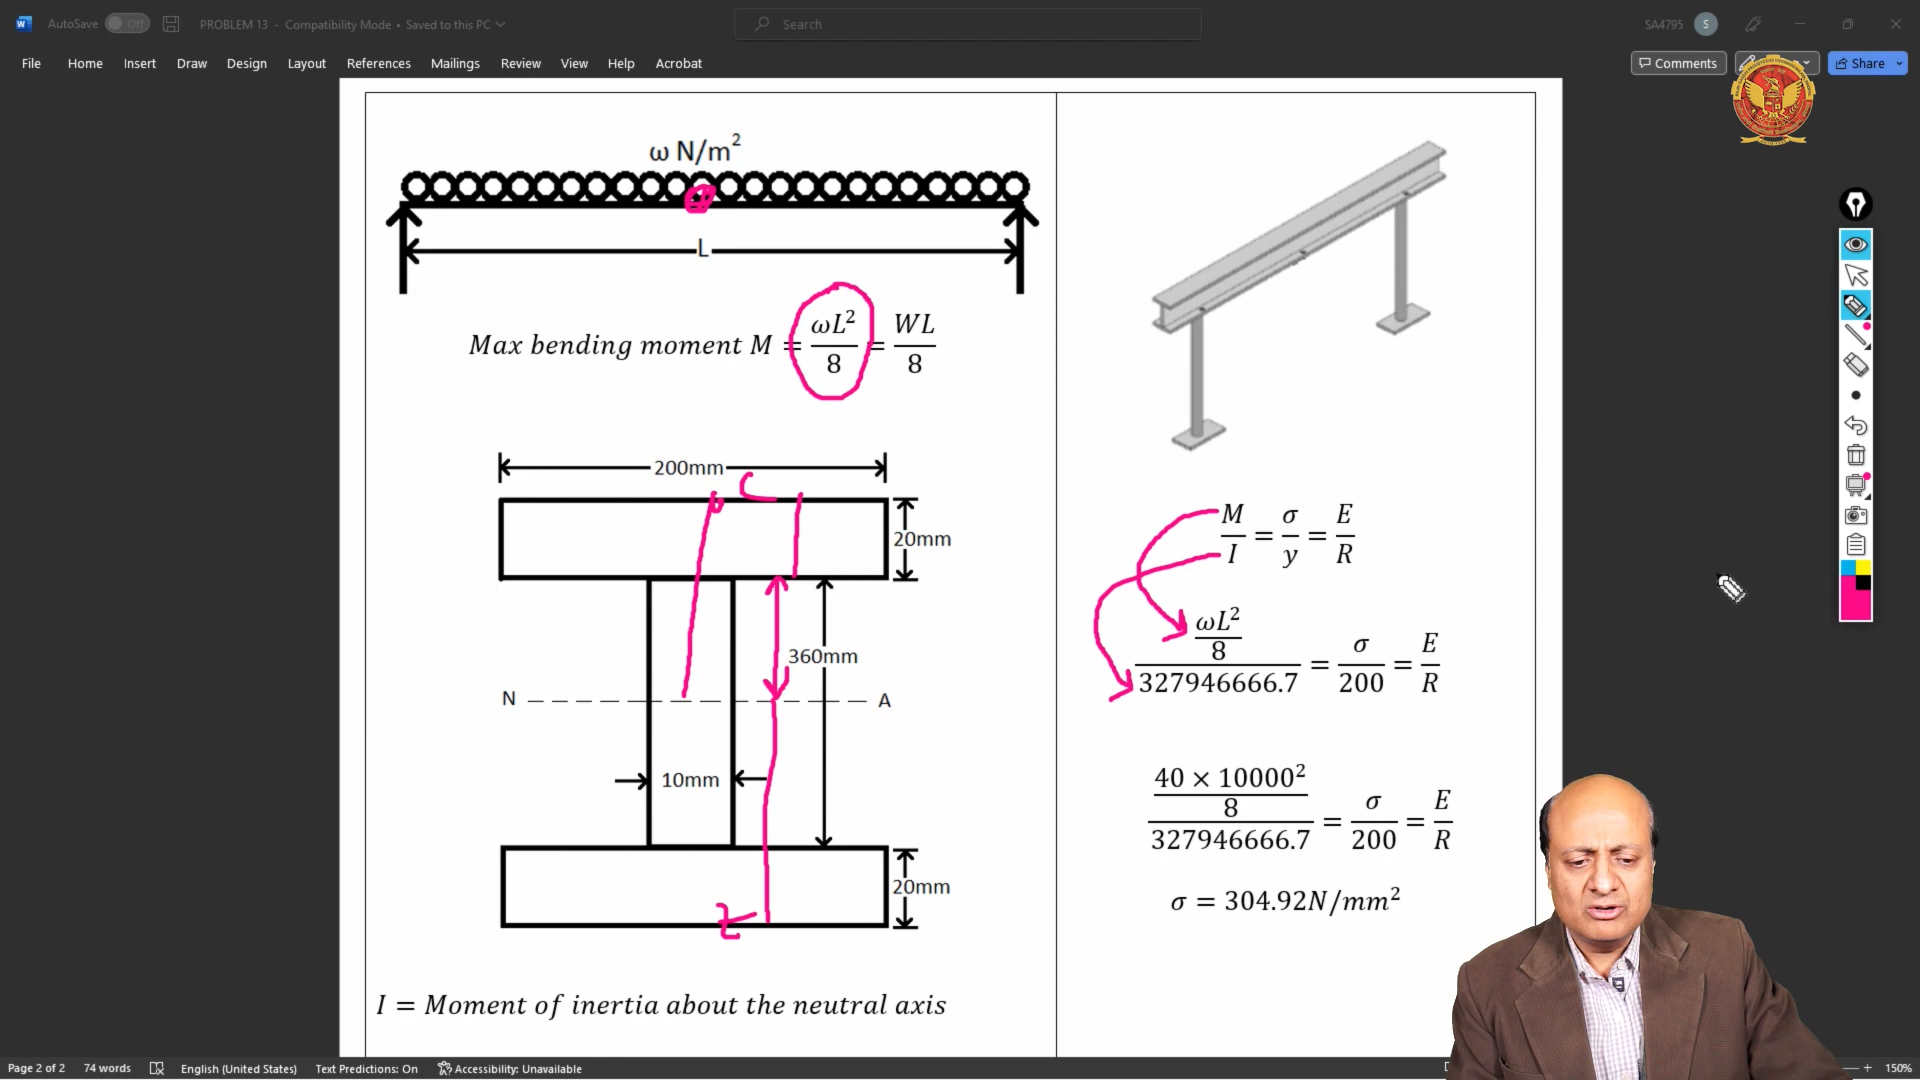 AutoSave Off PROBLEM 13 - Compatibility Mode • Saved to this PC Search SA4795 S
File Home Insert Draw Design Layout References Mailings Review View Help Acrobat Comments Share
ω N/m²
L
Max bending moment M = ωL²/8 = WL/8
200mm
C
20mm
360mm
N A
10mm
20mm
t
I = Moment of inertia about the neutral axis
M/I = σ/y = E/R
(ωL²/8)/327946666.7 = σ/200 = E/R
(40 × 10000²/8)/327946666.7 = σ/200 = E/R
σ = 304.92N/mm²
Page 2 of 2 74 words English (United States) Text Predictions: On Accessibility: Unavailable 150%